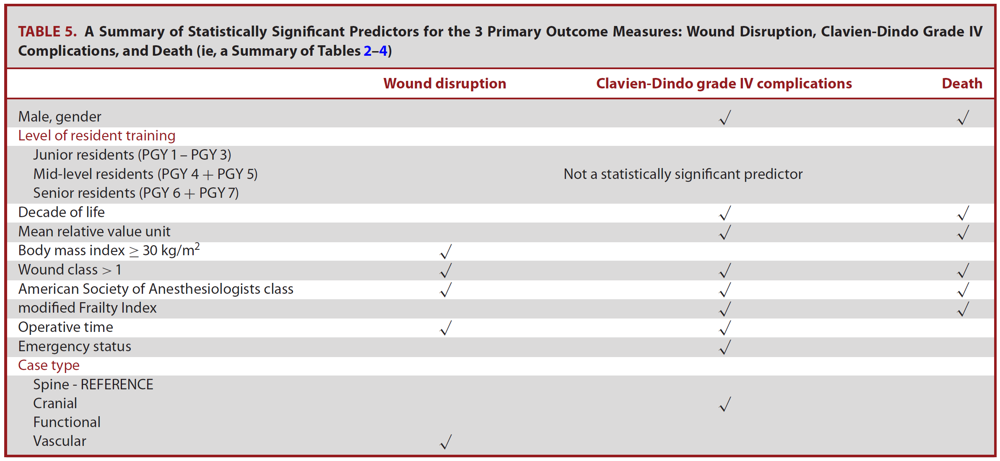 TABLE 5. A Summary of Statistically Significant Predictors for the 3 Primary Outcome Measures: Wound Disruption, Clavien-Dindo Grade IV
Complications, and Death (ie, a Summary of Tables 2–4)
Wound disruption Clavien-Dindo grade IV complications Death
Male, gender √ √
Level of resident training
Junior residents (PGY 1 – PGY 3)
Mid-level residents (PGY 4 + PGY 5) Not a statistically significant predictor
Senior residents (PGY 6 + PGY 7)
Decade of life √ √
Mean relative value unit √ √
Body mass index ≥ 30 kg/m² √
Wound class > 1 √ √ √
American Society of Anesthesiologists class √ √ √
modified Frailty Index √ √
Operative time √ √
Emergency status √
Case type
Spine - REFERENCE
Cranial √
Functional
Vascular √